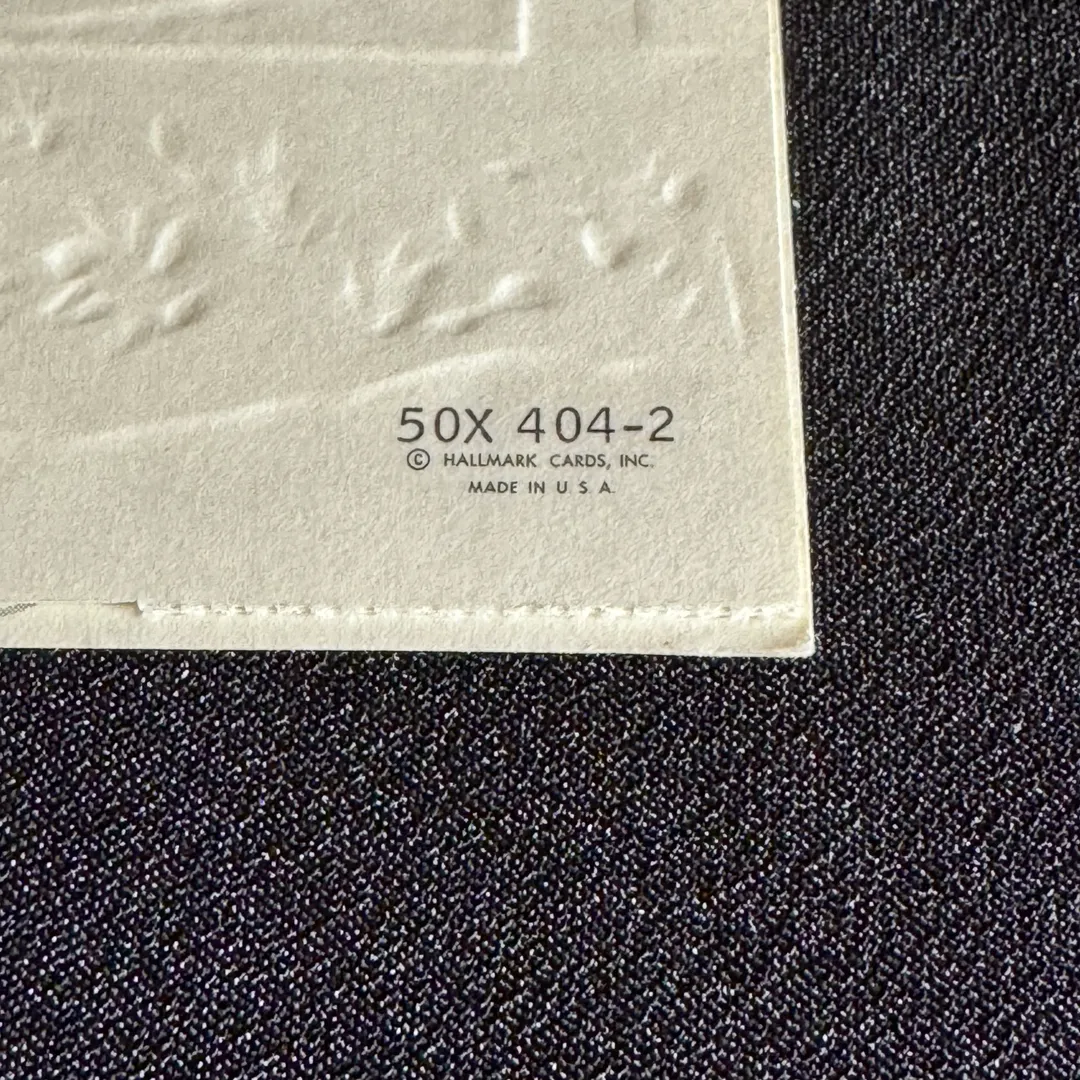 50X 404-2
© HALLMARK CARDS, INC.
MADE IN U. S. A.